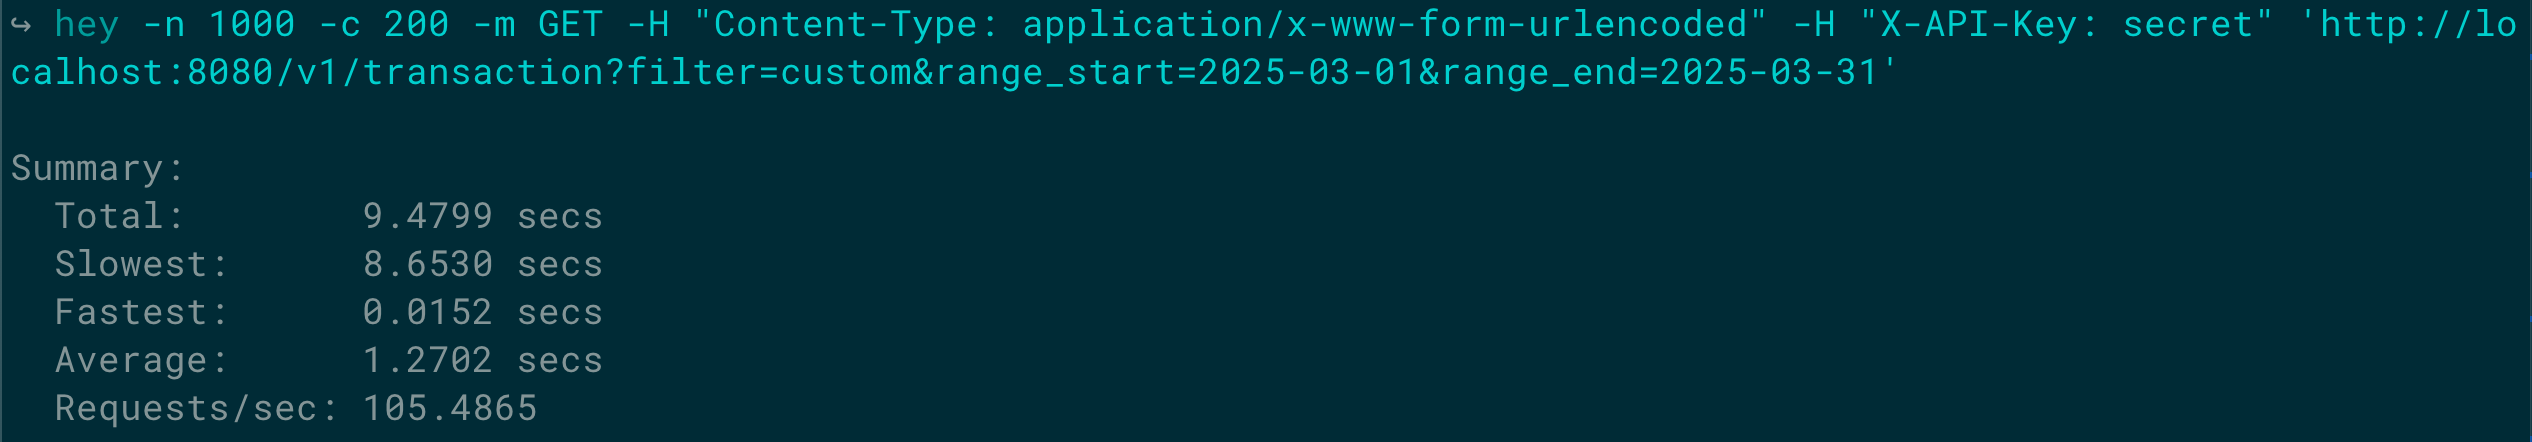 ↪ hey -n 1000 -c 200 -m GET -H "Content-Type: application/x-www-form-urlencoded" -H "X-API-Key: secret" 'http://lo
calhost:8080/v1/transaction?filter=custom&range_start=2025-03-01&range_end=2025-03-31'
Summary:
Total: 9.4799 secs
Slowest: 8.6530 secs
Fastest: 0.0152 secs
Average: 1.2702 secs
Requests/sec: 105.4865